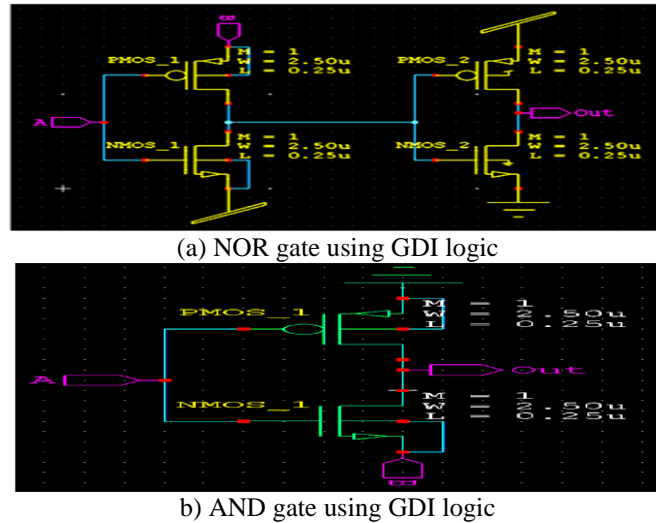 B
PMOS_1
M = 1
W = 2.50u
L = 0.25u
PMOS_2
M = 1
W = 2.50u
L = 0.25u
A
Out
NMOS_1
M = 1
W = 2.50u
L = 0.25u
NMOS_2
M = 1
W = 2.50u
L = 0.25u
(a) NOR gate using GDI logic
PMOS_1
M = 1
W = 2.50u
L = 0.25u
A
Out
NMOS_1
M = 1
W = 2.50u
L = 0.25u
B
b) AND gate using GDI logic